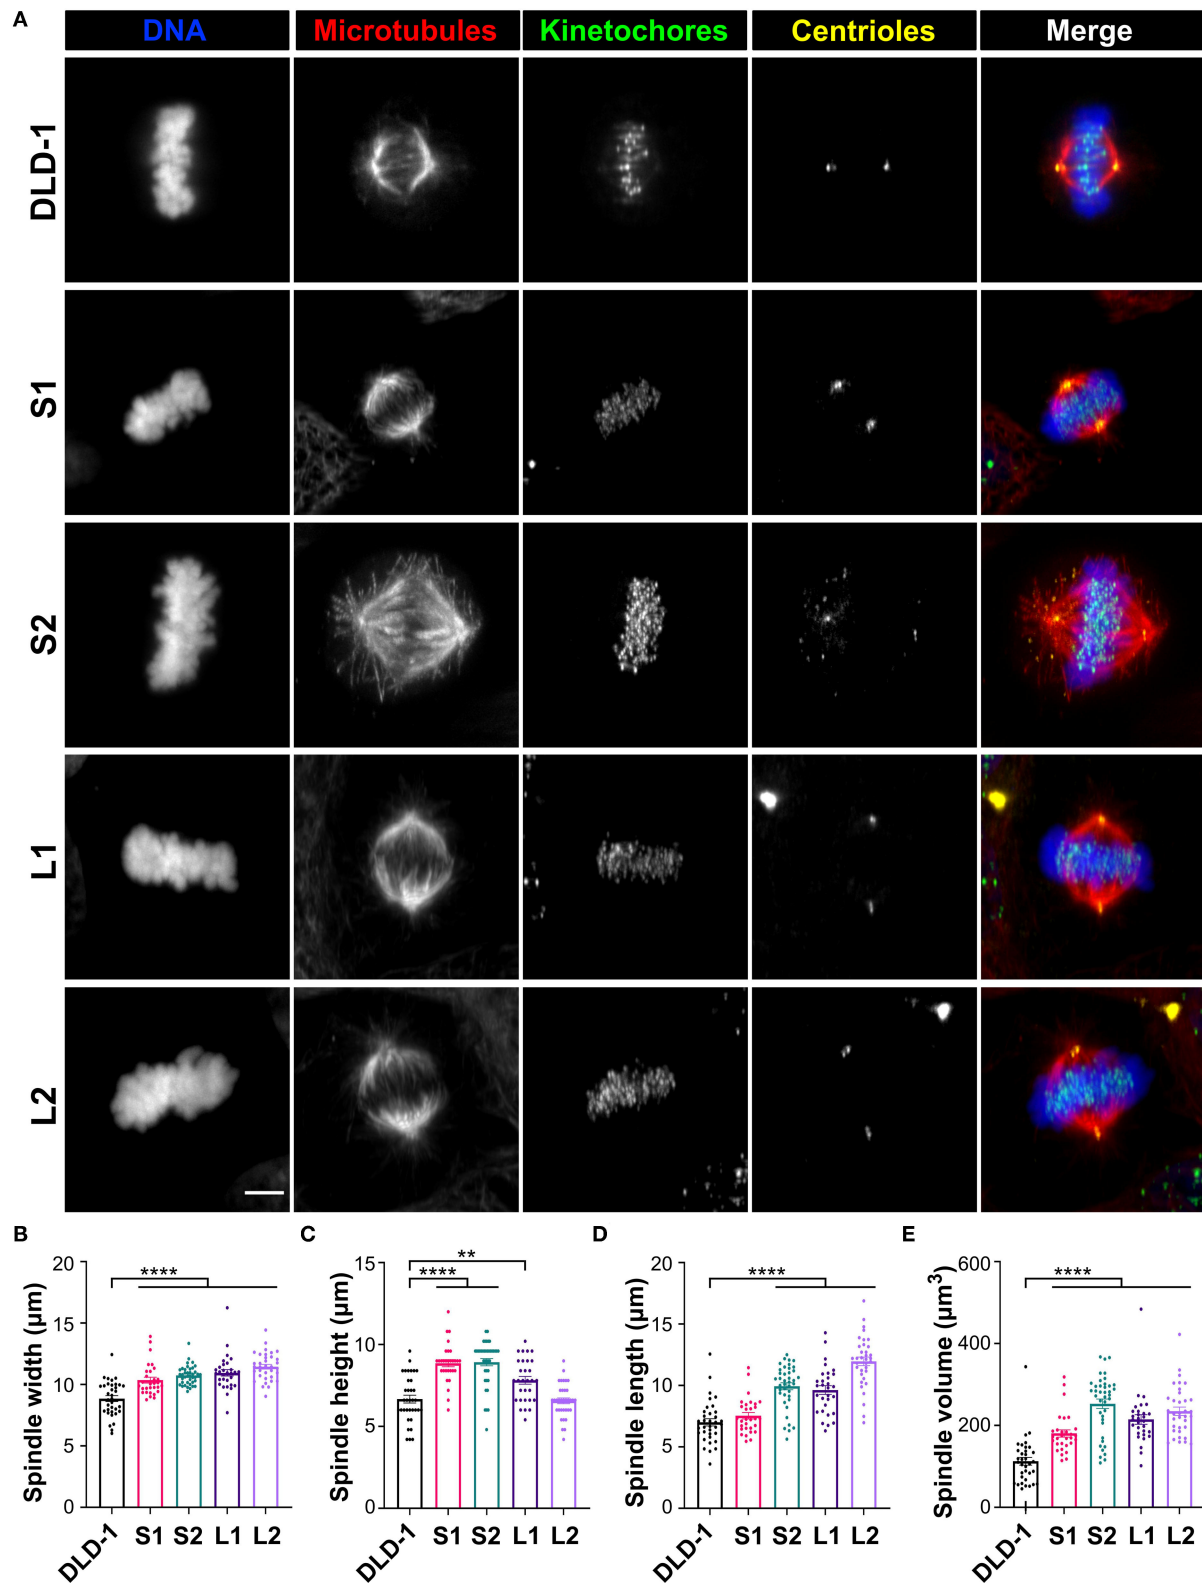 A
DNA Microtubules Kinetochores Centrioles Merge
DLD-1
S1
S2
L1
L2
B C D E
Spindle width (µm)
20
15
10
5
0
****
DLD-1 S1 S2 L1 L2
Spindle height (µm)
15
10
5
0
**
****
DLD-1 S1 S2 L1 L2
Spindle length (µm)
20
15
10
5
0
****
DLD-1 S1 S2 L1 L2
Spindle volume (µm³)
600
400
200
0
****
DLD-1 S1 S2 L1 L2